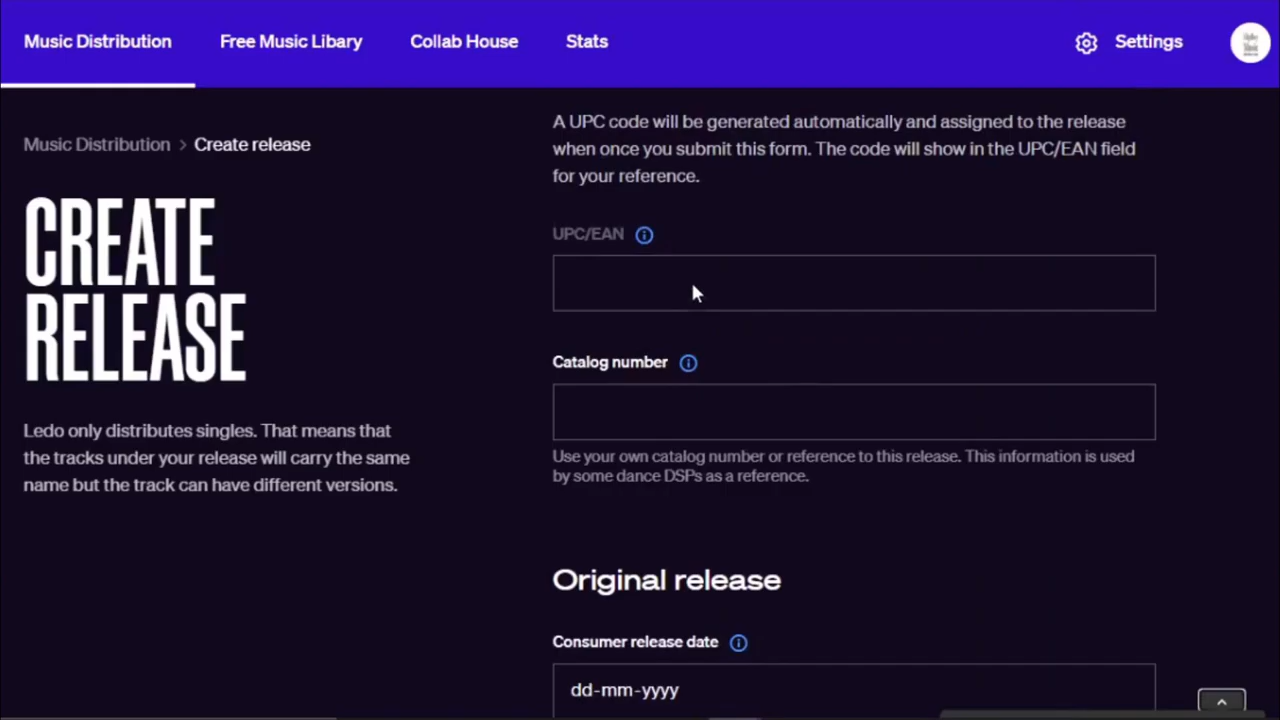 Music Distribution
Free Music Libary
Collab House
Stats
Settings
Music Distribution > Create release
CREATE
RELEASE
Ledo only distributes singles. That means that
the tracks under your release will carry the same
name but the track can have different versions.
A UPC code will be generated automatically and assigned to the release
when once you submit this form. The code will show in the UPC/EAN field
for your reference.
UPC/EAN
Catalog number
Use your own catalog number or reference to this release. This information is used
by some dance DSPs as a reference.
Original release
Consumer release date
dd-mm-yyyy